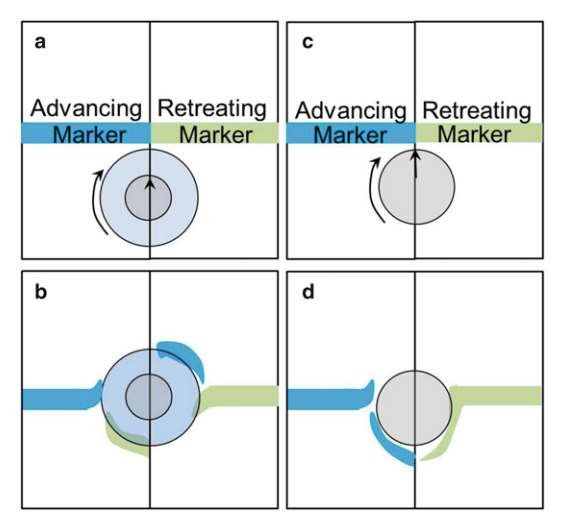 a
Advancing Retreating
Marker Marker
c
Advancing Retreating
Marker Marker
b
d